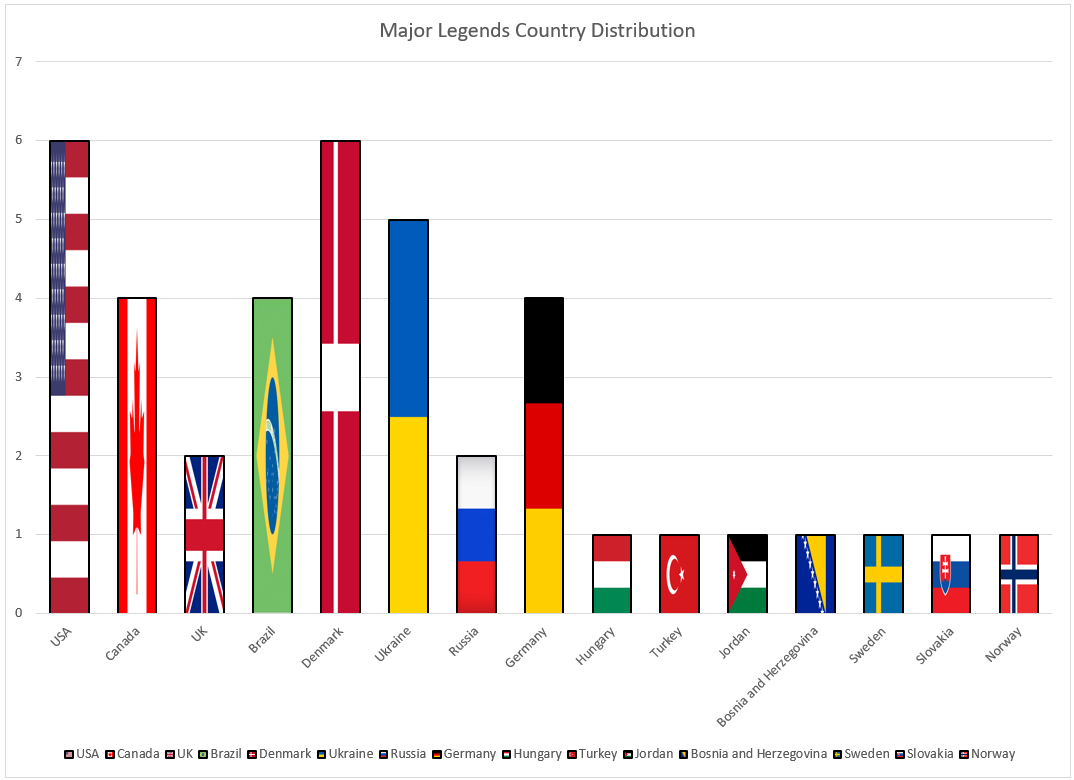 Major Legends Country Distribution
7
6
5
4
3
2
1
0
USA
Canada
UK
Brazil
Denmark
Ukraine
Russia
Germany
Hungary
Turkey
Jordan
Bosnia and Herzegovina
Sweden
Slovakia
Norway
USA Canada UK Brazil Denmark Ukraine Russia Germany Hungary Turkey Jordan Bosnia and Herzegovina Sweden Slovakia Norway